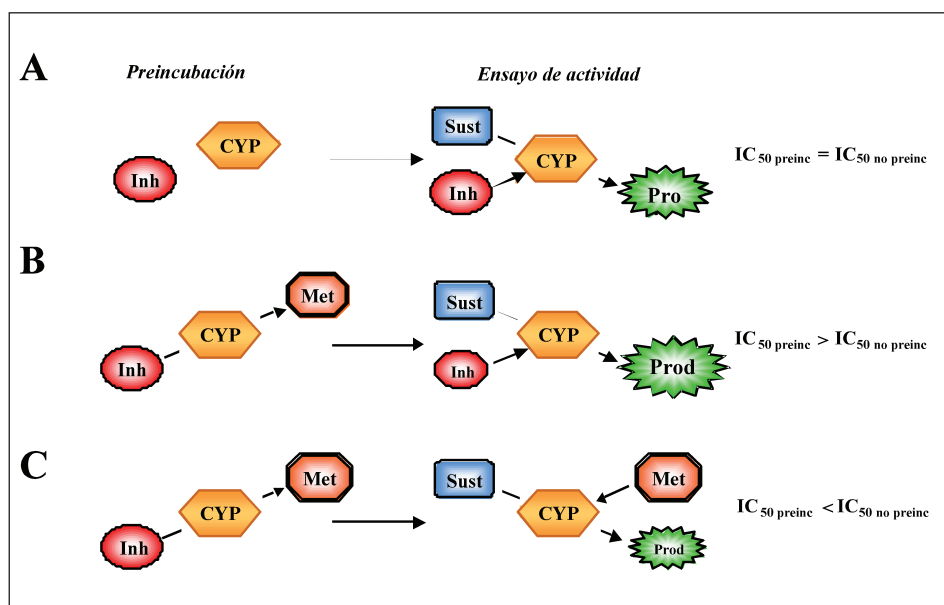 A
Preincubación
Ensayo de actividad
Sust
CYP
CYP
Inh
Inh
Pro
IC50 preinc = IC50 no preinc
B
Met
Sust
CYP
CYP
Inh
Inh
Prod
IC50 preinc > IC50 no preinc
C
Met
Sust
Met
CYP
CYP
Inh
Prod
IC50 preinc < IC50 no preinc